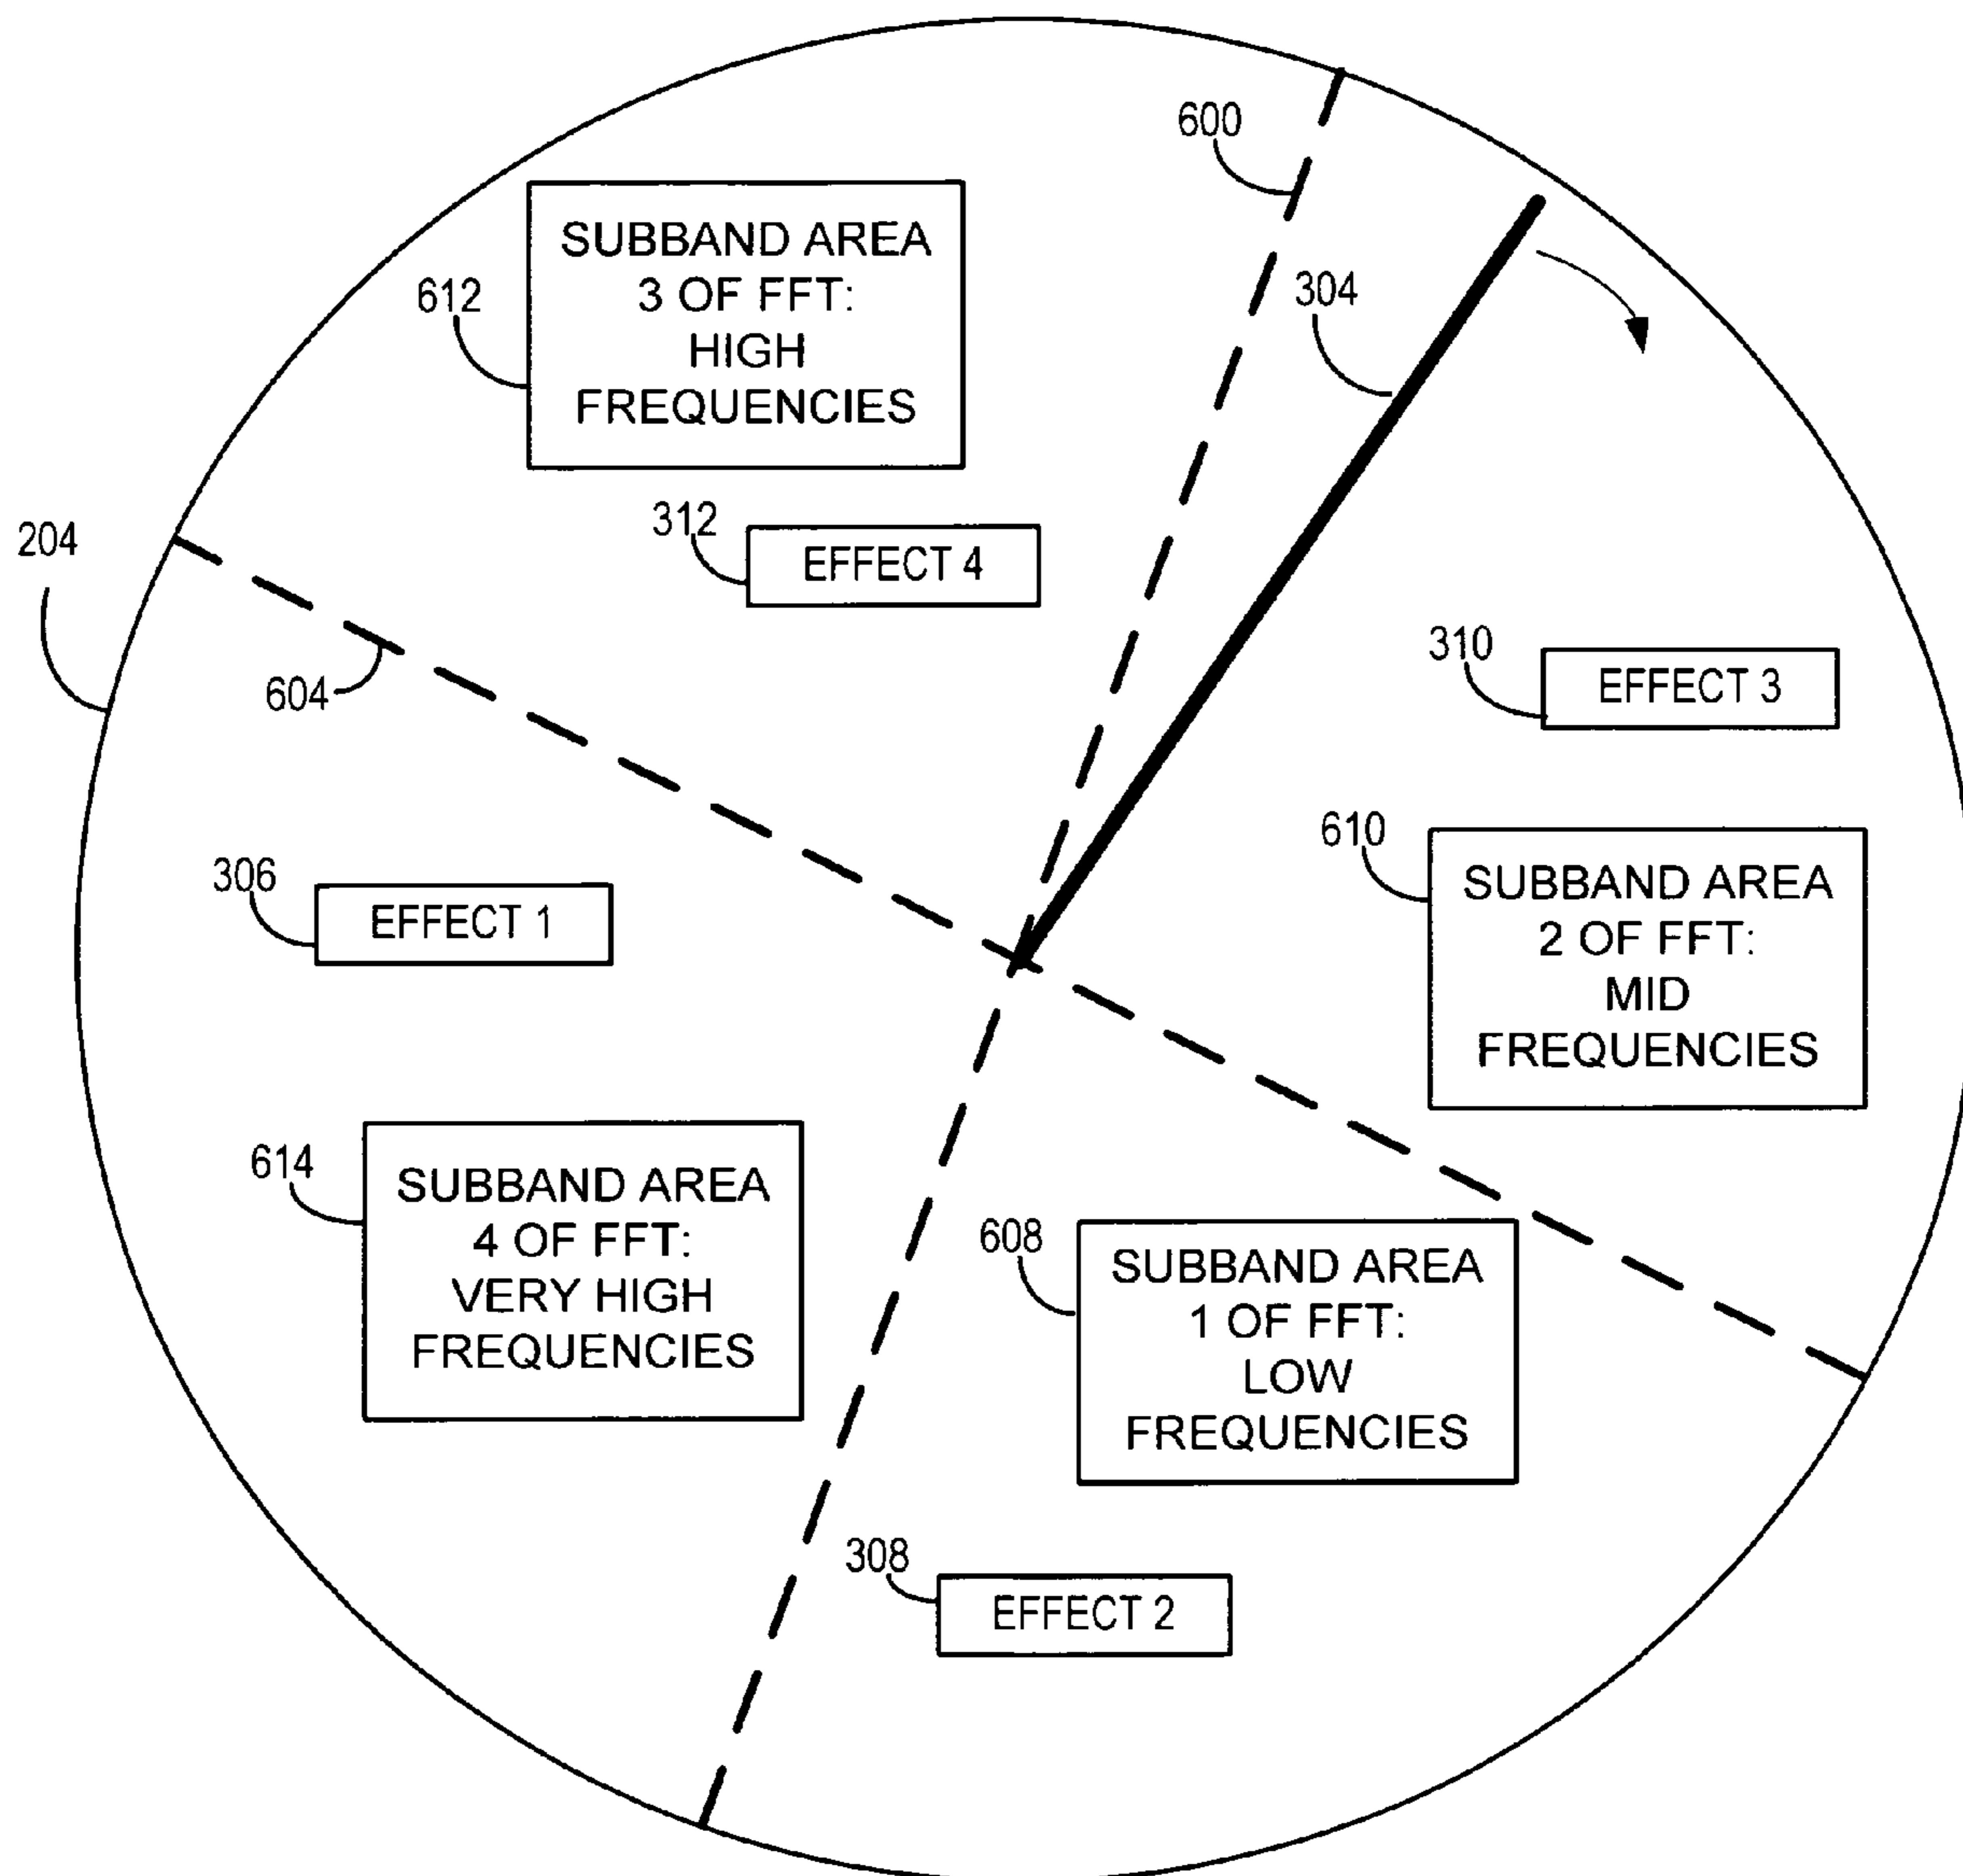 600
SUBBAND AREA
3 OF FFT:
HIGH
FREQUENCIES
612
304
312
EFFECT 4
204
604
310
EFFECT 3
306
EFFECT 1
610
SUBBAND AREA
2 OF FFT:
MID
FREQUENCIES
614
SUBBAND AREA
4 OF FFT:
VERY HIGH
FREQUENCIES
608
SUBBAND AREA
1 OF FFT:
LOW
FREQUENCIES
308
EFFECT 2